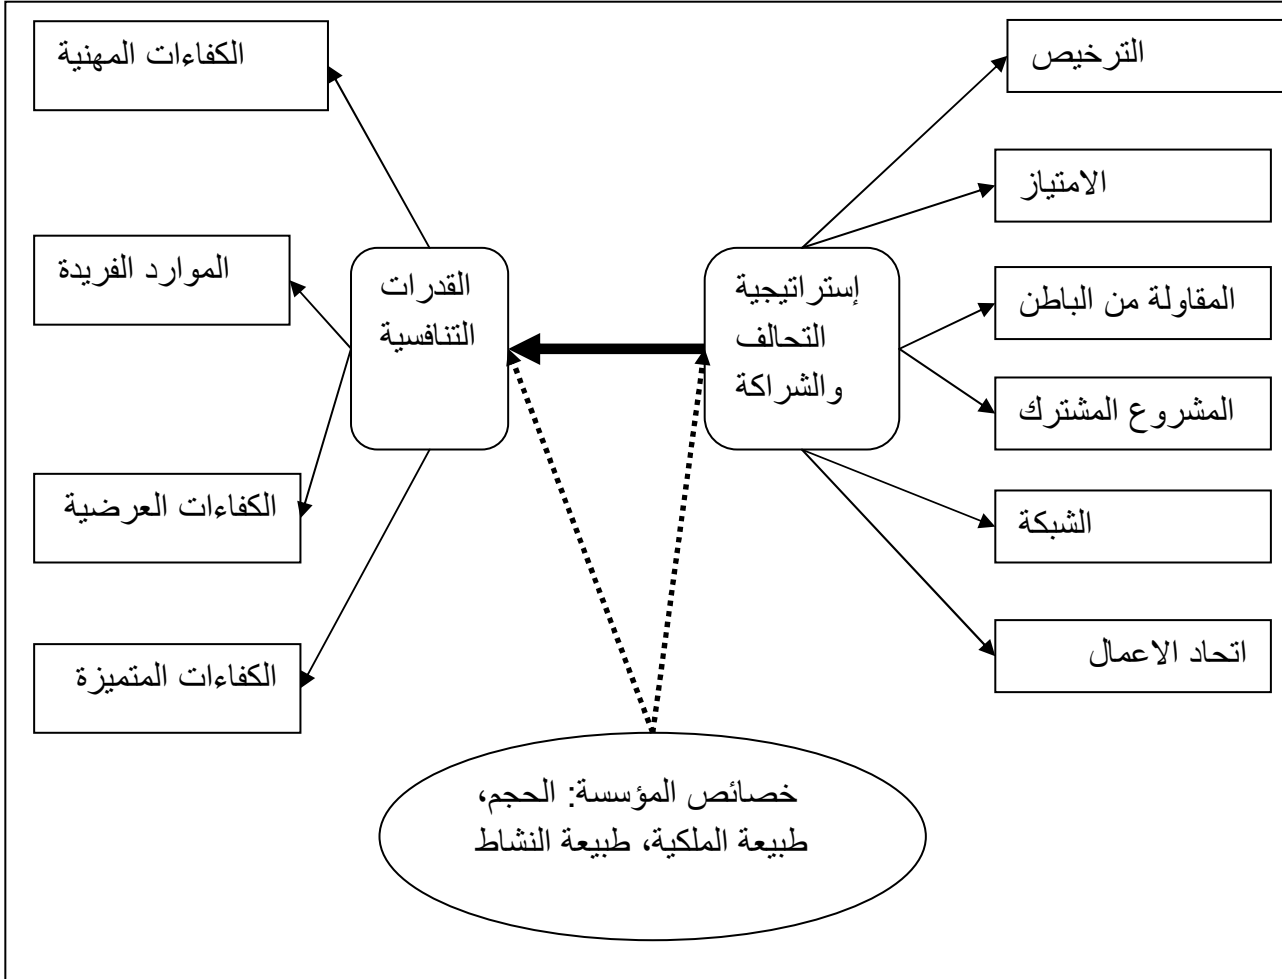 الترخيص
الامتياز
المقاولة من الباطن
المشروع المشترك
الشبكة
اتحاد الاعمال
إستراتيجية
التحالف
والشراكة
القدرات
التنافسية
الكفاءات المهنية
الموارد الفريدة
الكفاءات العرضية
الكفاءات المتميزة
خصائص المؤسسة: الحجم،
طبيعة الملكية، طبيعة النشاط